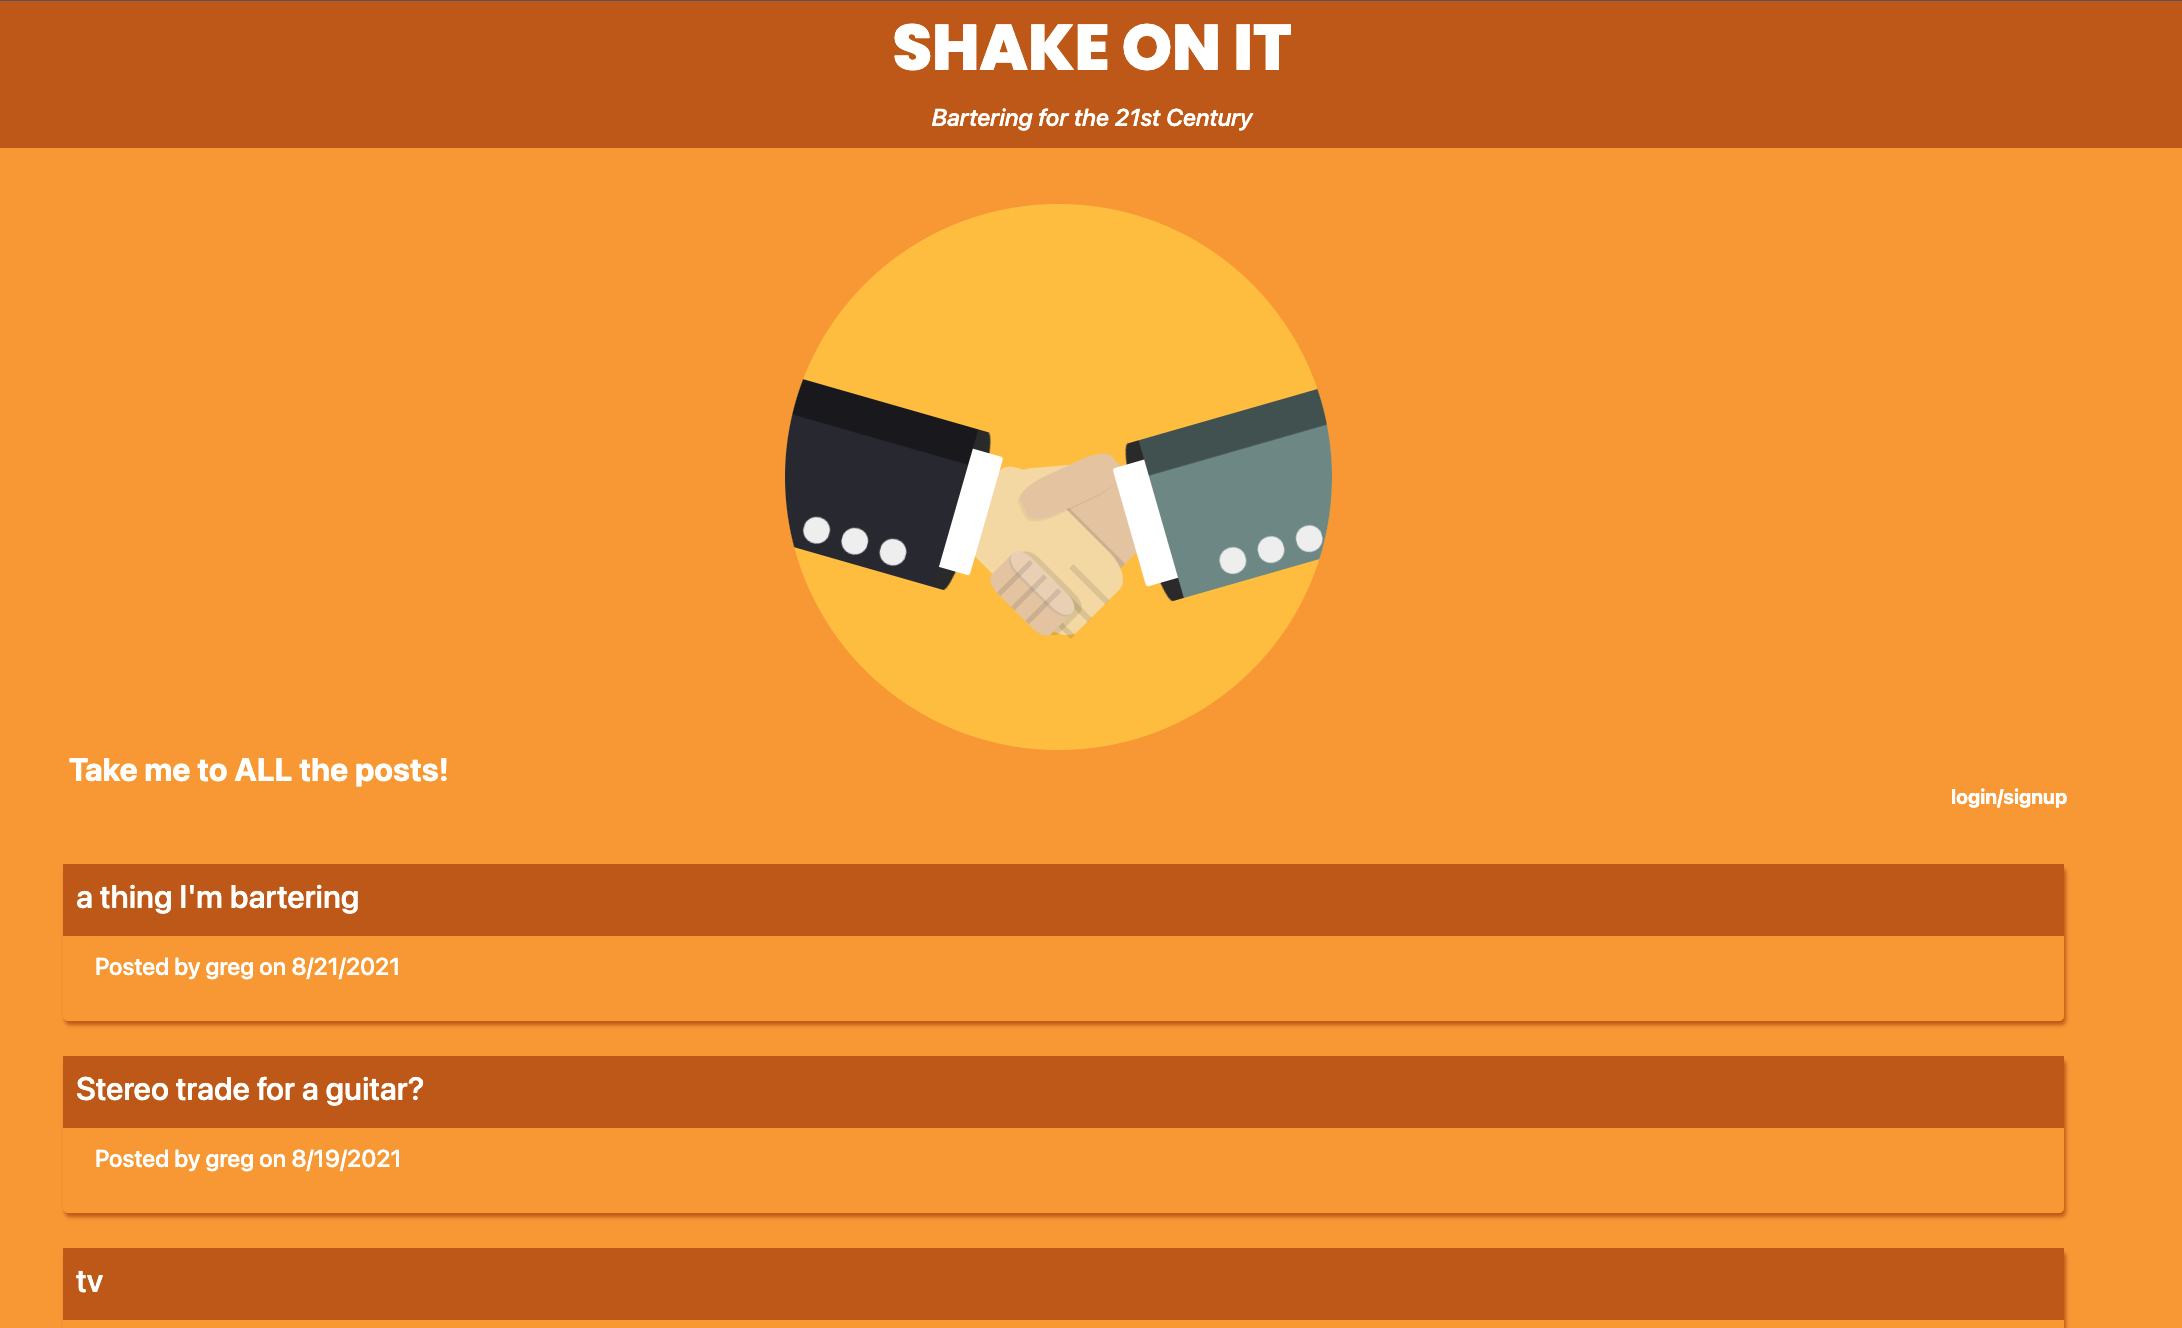 SHAKE ON IT
Bartering for the 21st Century
Take me to ALL the posts!
login/signup
a thing I'm bartering
Posted by greg on 8/21/2021
Stereo trade for a guitar?
Posted by greg on 8/19/2021
tv